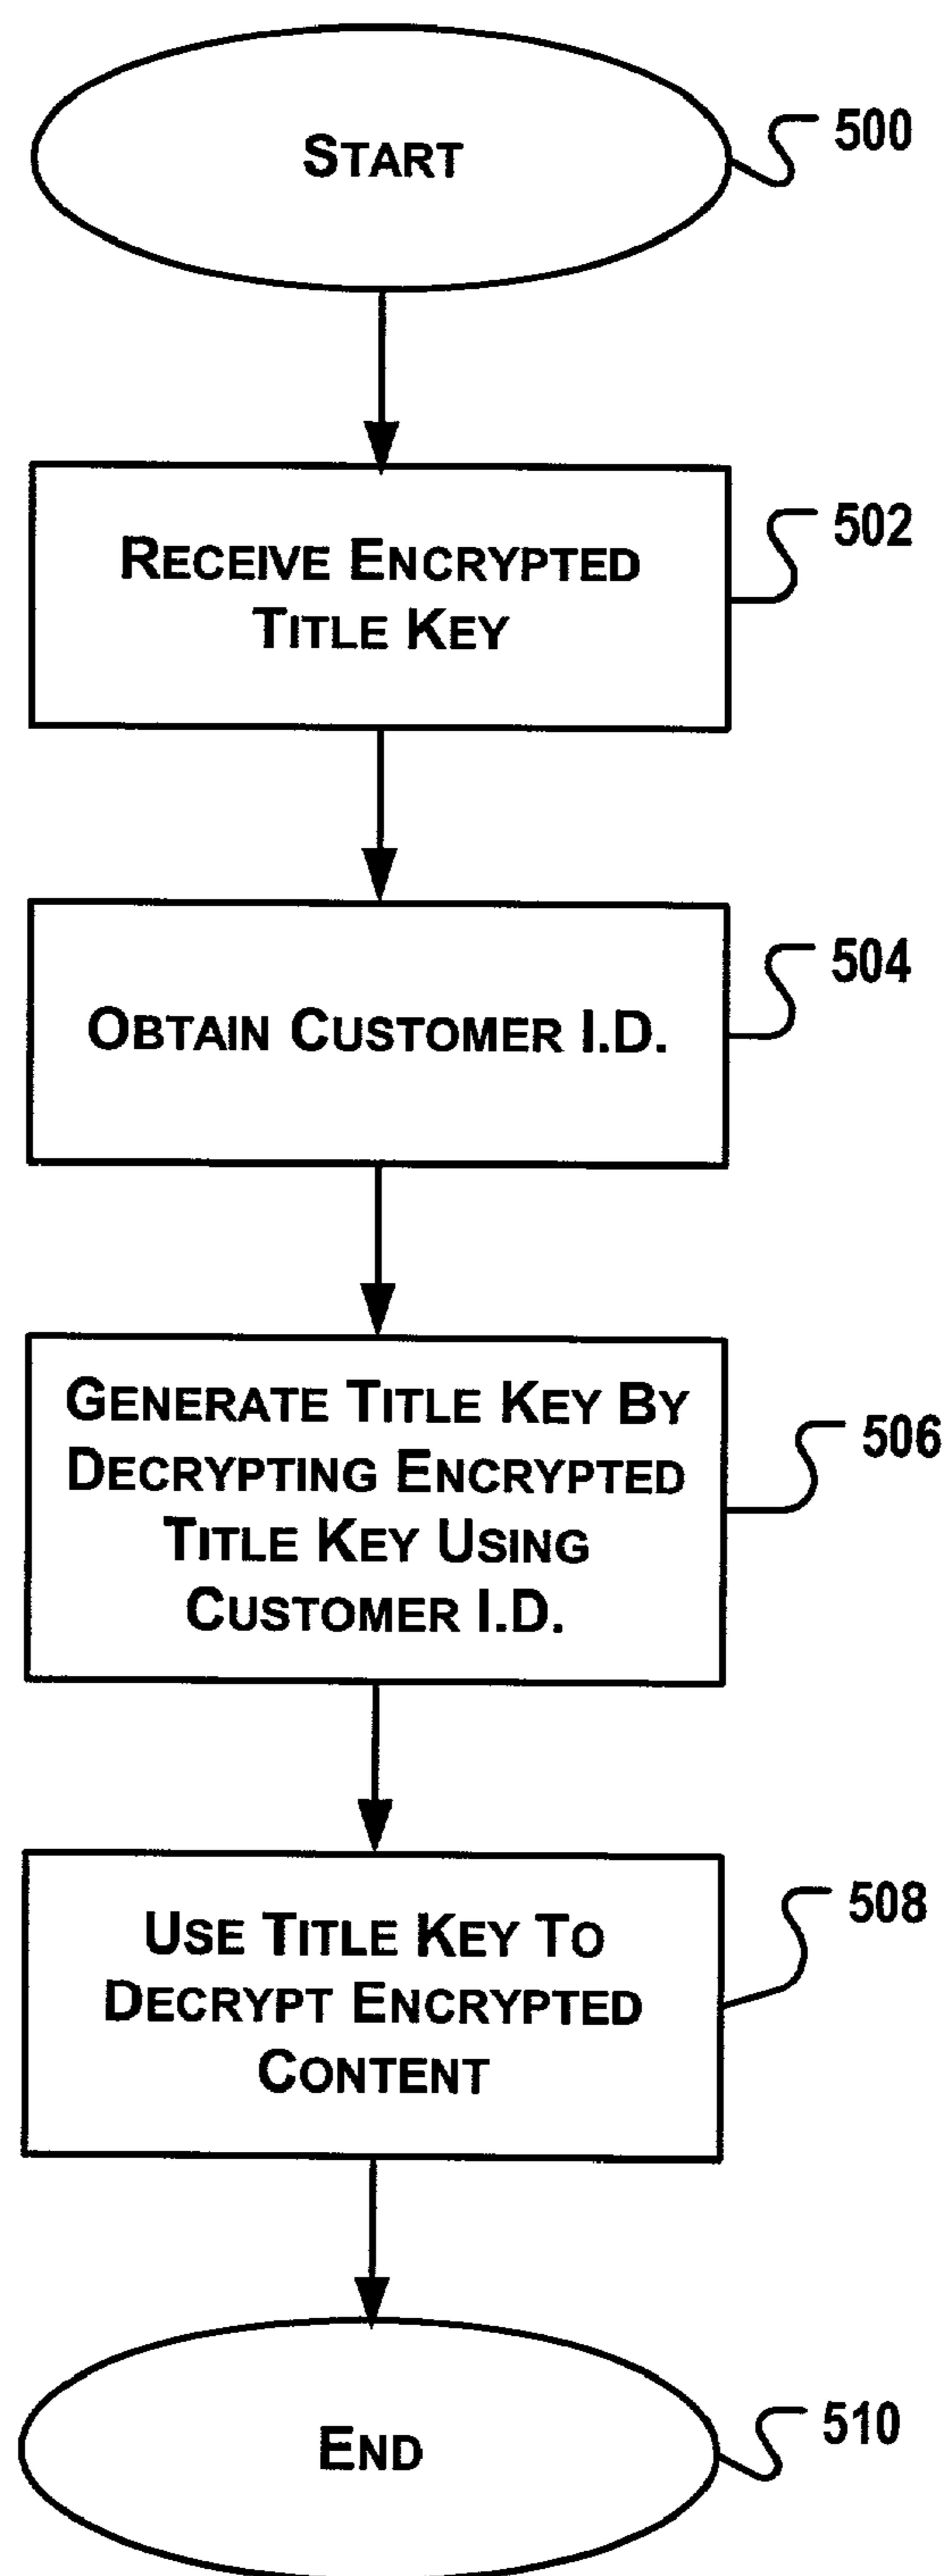 START
500
RECEIVE ENCRYPTED
TITLE KEY
502
OBTAIN CUSTOMER I.D.
504
GENERATE TITLE KEY BY
DECRYPTING ENCRYPTED
TITLE KEY USING
CUSTOMER I.D.
506
USE TITLE KEY TO
DECRYPT ENCRYPTED
CONTENT
508
END
510